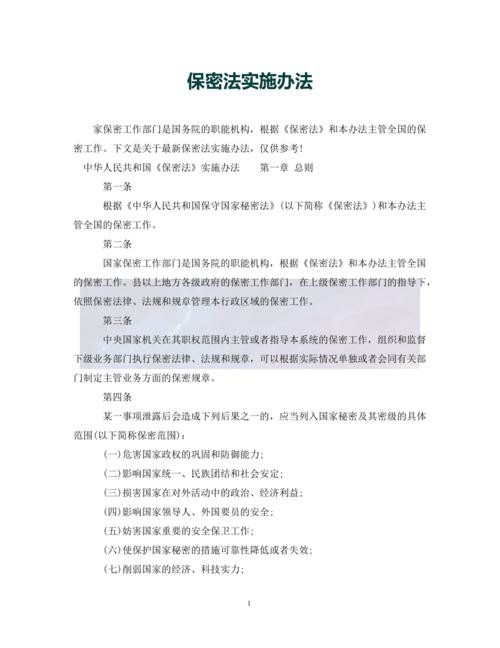 保密法实施办法
家保密工作部门是国务院的职能机构，根据《保密法》和本办法主管全国的保
密工作。下文是关于最新保密法实施办法，仅供参考!
中华人民共和国《保密法》实施办法 第一章 总则
第一条
根据《中华人民共和国保守国家秘密法》(以下简称《保密法》)和本办法主
管全国的保密工作。
第二条
国家保密工作部门是国务院的职能机构，根据《保密法》和本办法主管全国
的保密工作。县以上地方各级政府的保密工作部门，在上级保密工作部门的指导下，
依照保密法律、法规和规章管理本行政区域的保密工作。
第三条
中央国家机关在其职权范围内主管或者指导本系统的保密工作，组织和监督
下级业务部门执行保密法律、法规和规章，可以根据实际情况单独或者会同有关部
门制定主管业务方面的保密规章。
第四条
某一事项泄露后会造成下列后果之一的，应当列入国家秘密及其密级的具体
范围(以下简称保密范围)：
(一)危害国家政权的巩固和防御能力;
(二)影响国家统一、民族团结和社会安定;
(三)损害国家在对外活动中的政治、经济利益;
(四)影响国家领导人、外国要员的安全;
(五)妨害国家重要的安全保卫工作;
(六)使保护国家秘密的措施可靠性降低或者失效;
(七)削弱国家的经济、科技实力;
1